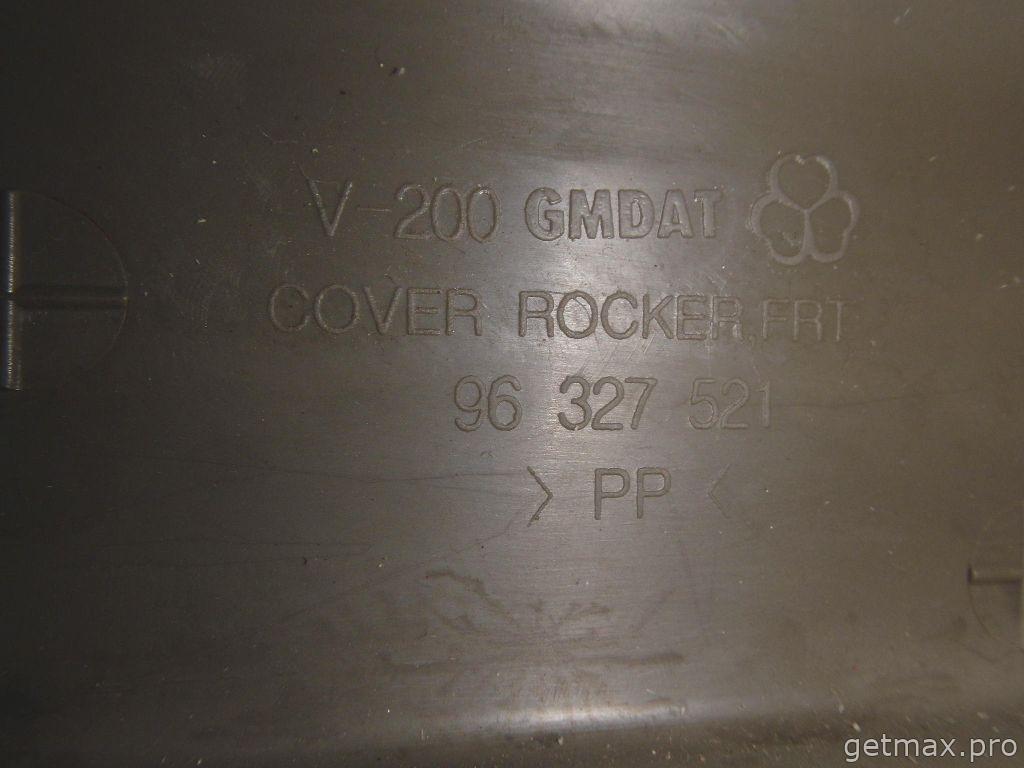 V-200 GMDAT
COVER ROCKER,FRT
96 327 521
> PP <
getmax.pro